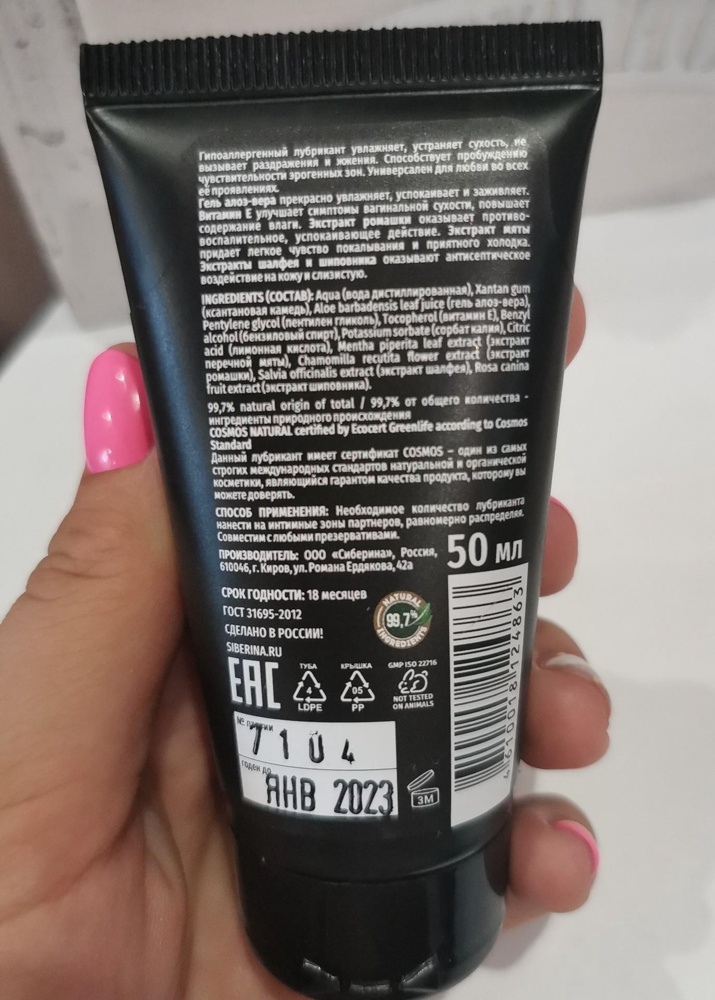 Гипоаллергенный лубрикант увлажняет, устраняет сухость, не
вызывает раздражения и жжения. Способствует пробуждению
чувствительности эрогенных зон. Универсален для любви во всех
её проявлениях.
Гель алоэ-вера прекрасно увлажняет, успокаивает и заживляет.
Витамин Е улучшает симптомы вагинальной сухости, повышает
содержание влаги. Экстракт ромашки оказывает противо-
воспалительное, успокаивающее действие. Экстракт мяты
придает легкое чувство покалывания и приятного холодка.
Экстракты шалфея и шиповника оказывают антисептическое
воздействие на кожу и слизистую.
INGREDIENTS (СОСТАВ): Aqua (вода дистиллированная), Xantan gum
(ксантановая камедь), Aloe barbadensis leaf juice (гель алоэ-вера),
Pentylene glycol (пентилен гликоль), Tocopherol (витамин Е), Benzyl
alcohol (бензиловый спирт), Potassium sorbate (сорбат калия), Citric
acid (лимонная кислота), Mentha piperita leaf extract (экстракт
перечной мяты), Chamomilla recutita flower extract (экстракт
ромашки), Salvia officinalis extract (экстракт шалфея), Rosa canina
fruit extract (экстракт шиповника).
99,7% natural origin of total / 99,7% от общего количества -
ингредиенты природного происхождения
COSMOS NATURAL certified by Ecocert Greenlife according to Cosmos
Standard
Данный лубрикант имеет сертификат COSMOS – один из самых
строгих международных стандартов натуральной и органической
косметики, являющийся гарантом качества продукта, которому вы
можете доверять.
СПОСОБ ПРИМЕНЕНИЯ: Необходимое количество лубриканта
нанести на интимные зоны партнеров, равномерно распределяя.
Совместим с любыми презервативами.
ПРОИЗВОДИТЕЛЬ: ООО «Сиберина», Россия,
610046, г. Киров, ул. Романа Ердякова, 42а
50 мл
СРОК ГОДНОСТИ: 18 месяцев
ГОСТ 31695-2012
СДЕЛАНО В РОССИИ!
SIBERINA.RU
NATURAL
99,7%
INGREDIENTS
EAC
ТУБА
4
LDPE
КРЫШКА
05
PP
GMP ISO 22716
NOT TESTED
ON ANIMALS
№ партии
7104
годен до
ЯНВ 2023
3М
4610018124863